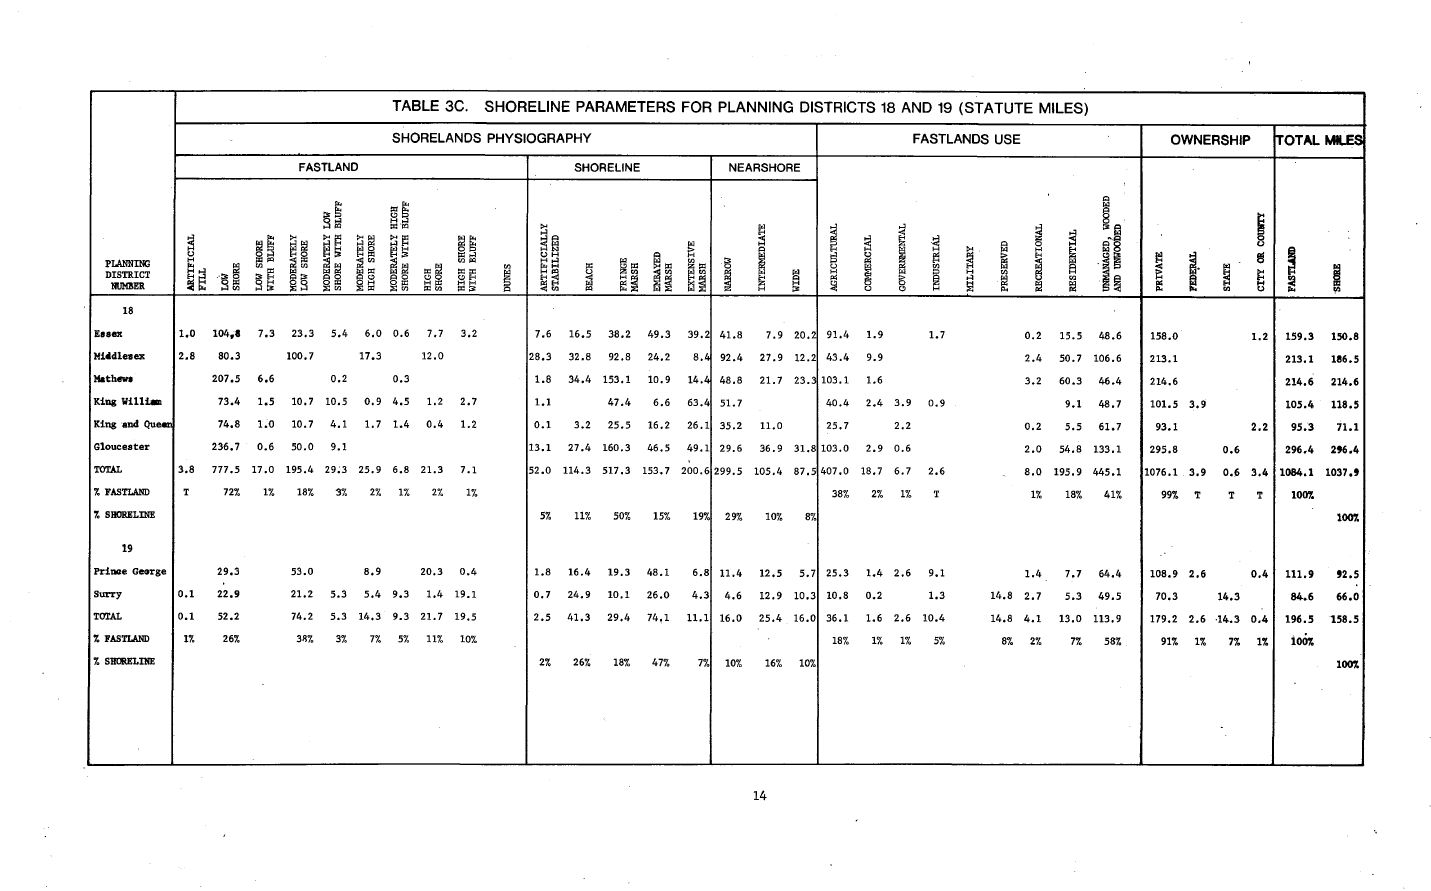 TABLE 3C. SHORELINE PARAMETERS FOR PLANNING DISTRICTS 18 AND 19 (STATUTE MILES)
SHORELANDS PHYSIOGRAPHY FASTLANDS USE OWNERSHIP TOTAL MILES
FASTLAND SHORELINE NEARSHORE
PLANNING DISTRICT NUMBER
ARTIFICIAL FILL
LOW SHORE
LOW SHORE WITH BLUFF
MODERATELY LOW SHORE
MODERATELY LOW SHORE WITH BLUFF
MODERATELY HIGH SHORE
MODERATELY HIGH SHORE WITH BLUFF
HIGH SHORE
HIGH SHORE WITH BLUFF
DUNES
ARTIFICIALLY STABILIZED
BEACH
FRINGE MARSH
EMBAYED MARSH
EXTENSIVE MARSH
NARROW
INTERMEDIATE
WIDE
AGRICULTURAL
COMMERCIAL
GOVERNMENTAL
INDUSTRIAL
MILITARY
PRESERVED
RECREATIONAL
RESIDENTIAL
UNMANAGED, WOODED AND UNWOODED
PRIVATE
FEDERAL
STATE
CITY OR COUNTY
FASTLAND
SHORE
18
Essex 1.0 104.8 7.3 23.3 5.4 6.0 0.6 7.7 3.2 7.6 16.5 38.2 49.3 39.2 41.8 7.9 20.2 91.4 1.9 1.7 0.2 15.5 48.6 158.0 1.2 159.3 150.8
Middlesex 2.8 80.3 100.7 17.3 12.0 28.3 32.8 92.8 24.2 8.4 92.4 27.9 12.2 43.4 9.9 2.4 50.7 106.6 213.1 213.1 186.5
Mathews 207.5 6.6 0.2 0.3 1.8 34.4 153.1 10.9 14.4 48.8 21.7 23.3 103.1 1.6 3.2 60.3 46.4 214.6 214.6 214.6
King William 73.4 1.5 10.7 10.5 0.9 4.5 1.2 2.7 1.1 47.4 6.6 63.4 51.7 40.4 2.4 3.9 0.9 9.1 48.7 101.5 3.9 105.4 118.5
King and Queen 74.8 1.0 10.7 4.1 1.7 1.4 0.4 1.2 0.1 3.2 25.5 16.2 26.1 35.2 11.0 25.7 2.2 0.2 5.5 61.7 93.1 2.2 95.3 71.1
Gloucester 236.7 0.6 50.0 9.1 13.1 27.4 160.3 46.5 49.1 29.6 36.9 31.8 103.0 2.9 0.6 2.0 54.8 133.1 295.8 0.6 296.4 296.4
TOTAL 3.8 777.5 17.0 195.4 29.3 25.9 6.8 21.3 7.1 52.0 114.3 517.3 153.7 200.6 299.5 105.4 87.5 407.0 18.7 6.7 2.6 8.0 195.9 445.1 1076.1 3.9 0.6 3.4 1084.1 1037.9
% FASTLAND T 72% 1% 18% 3% 2% 1% 2% 1% 38% 2% 1% T 1% 18% 41% 99% T T T 100%
% SHORELINE 5% 11% 50% 15% 19% 29% 10% 8% 100%
19
Prince George 29.3 53.0 8.9 20.3 0.4 1.8 16.4 19.3 48.1 6.8 11.4 12.5 5.7 25.3 1.4 2.6 9.1 1.4 7.7 64.4 108.9 2.6 0.4 111.9 92.5
Surry 0.1 22.9 21.2 5.3 5.4 9.3 1.4 19.1 0.7 24.9 10.1 26.0 4.3 4.6 12.9 10.3 10.8 0.2 1.3 14.8 2.7 5.3 49.5 70.3 14.3 84.6 66.0
TOTAL 0.1 52.2 74.2 5.3 14.3 9.3 21.7 19.5 2.5 41.3 29.4 74.1 11.1 16.0 25.4 16.0 36.1 1.6 2.6 10.4 14.8 4.1 13.0 113.9 179.2 2.6 14.3 0.4 196.5 158.5
% FASTLAND 1% 26% 38% 3% 7% 5% 11% 10% 18% 1% 1% 5% 8% 2% 7% 58% 91% 1% 7% 1% 100%
% SHORELINE 2% 26% 18% 47% 7% 10% 16% 10% 100%
14